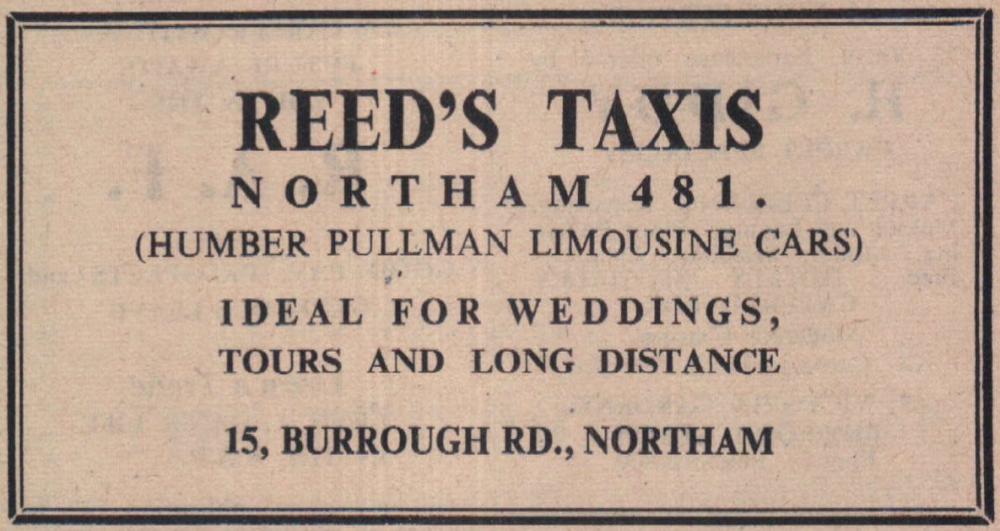 REED'S TAXIS
NORTHAM 481.
(HUMBER PULLMAN LIMOUSINE CARS)
IDEAL FOR WEDDINGS,
TOURS AND LONG DISTANCE
15, BURROUGH RD., NORTHAM